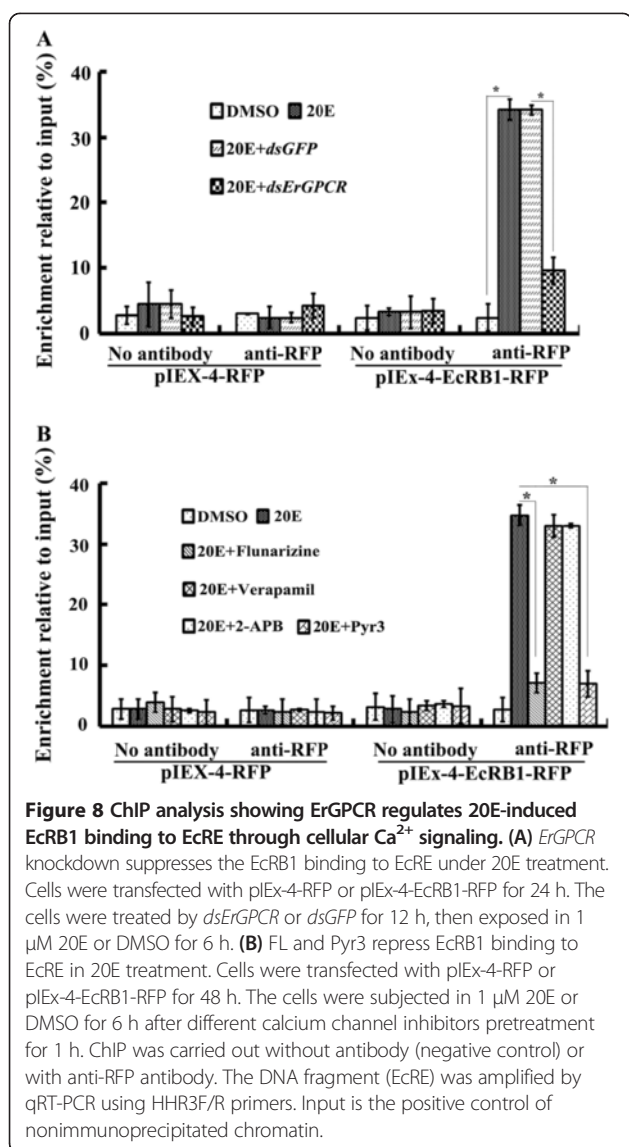 A
Enrichment relative to input (%)
40
30
20
10
0
DMSO 20E
20E+dsGFP
20E+dsErGPCR
* *
No antibody anti-RFP No antibody anti-RFP
pIEX-4-RFP pIEx-4-EcRB1-RFP
B
Enrichment relative to input (%)
40
30
20
10
0
DMSO 20E
20E+Flunarizine
20E+Verapamil
20E+2-APB 20E+Pyr3
* *
No antibody anti-RFP No antibody anti-RFP
pIEX-4-RFP pIEx-4-EcRB1-RFP
Figure 8 ChIP analysis showing ErGPCR regulates 20E-induced
EcRB1 binding to EcRE through cellular Ca2+ signaling. (A) ErGPCR
knockdown suppresses the EcRB1 binding to EcRE under 20E treatment.
Cells were transfected with pIEx-4-RFP or pIEx-4-EcRB1-RFP for 24 h. The
cells were treated by dsErGPCR or dsGFP for 12 h, then exposed in 1
μM 20E or DMSO for 6 h. (B) FL and Pyr3 repress EcRB1 binding to
EcRE in 20E treatment. Cells were transfected with pIEx-4-RFP or
pIEx-4-EcRB1-RFP for 48 h. The cells were subjected in 1 μM 20E or
DMSO for 6 h after different calcium channel inhibitors pretreatment
for 1 h. ChIP was carried out without antibody (negative control) or
with anti-RFP antibody. The DNA fragment (EcRE) was amplified by
qRT-PCR using HHR3F/R primers. Input is the positive control of
nonimmunoprecipitated chromatin.